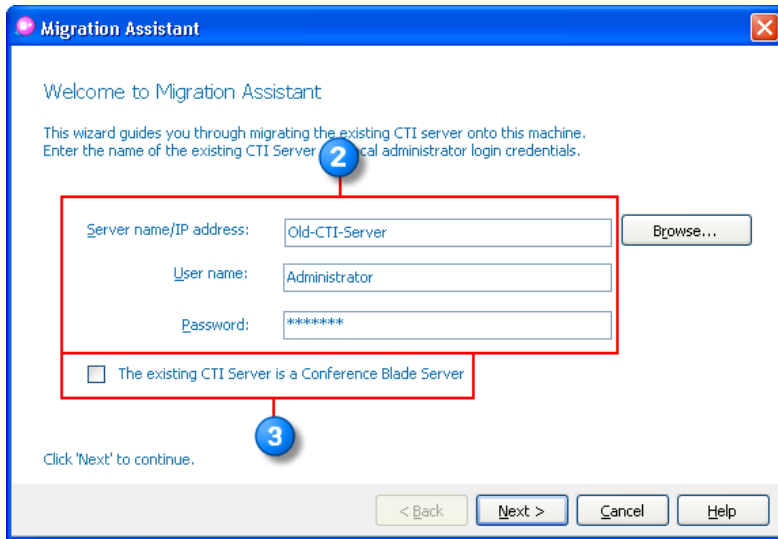 Migration Assistant
Welcome to Migration Assistant
This wizard guides you through migrating the existing CTI server onto this machine.
Enter the name of the existing CTI Server cal administrator login credentials.
2
Server name/IP address: Old-CTI-Server Browse...
User name: Administrator
Password: *******
The existing CTI Server is a Conference Blade Server
3
Click 'Next' to continue.
< Back Next > Cancel Help